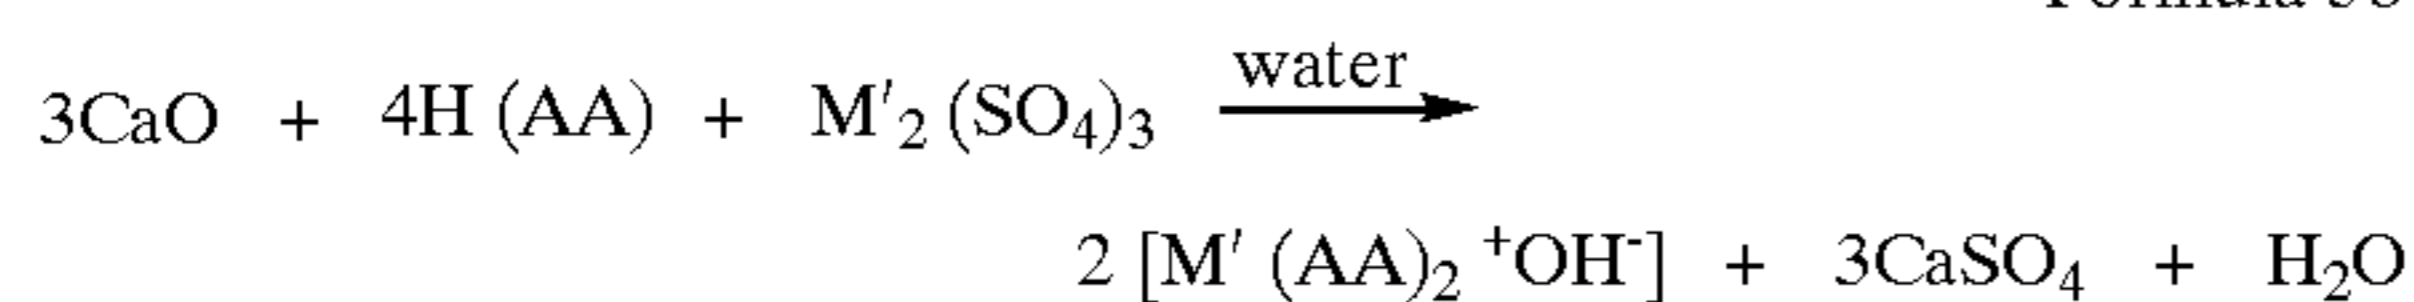 3CaO + 4H (AA) + M'₂ (SO₄)₃ water →
2 [M' (AA)₂ ⁺OH⁻] + 3CaSO₄ + H₂O